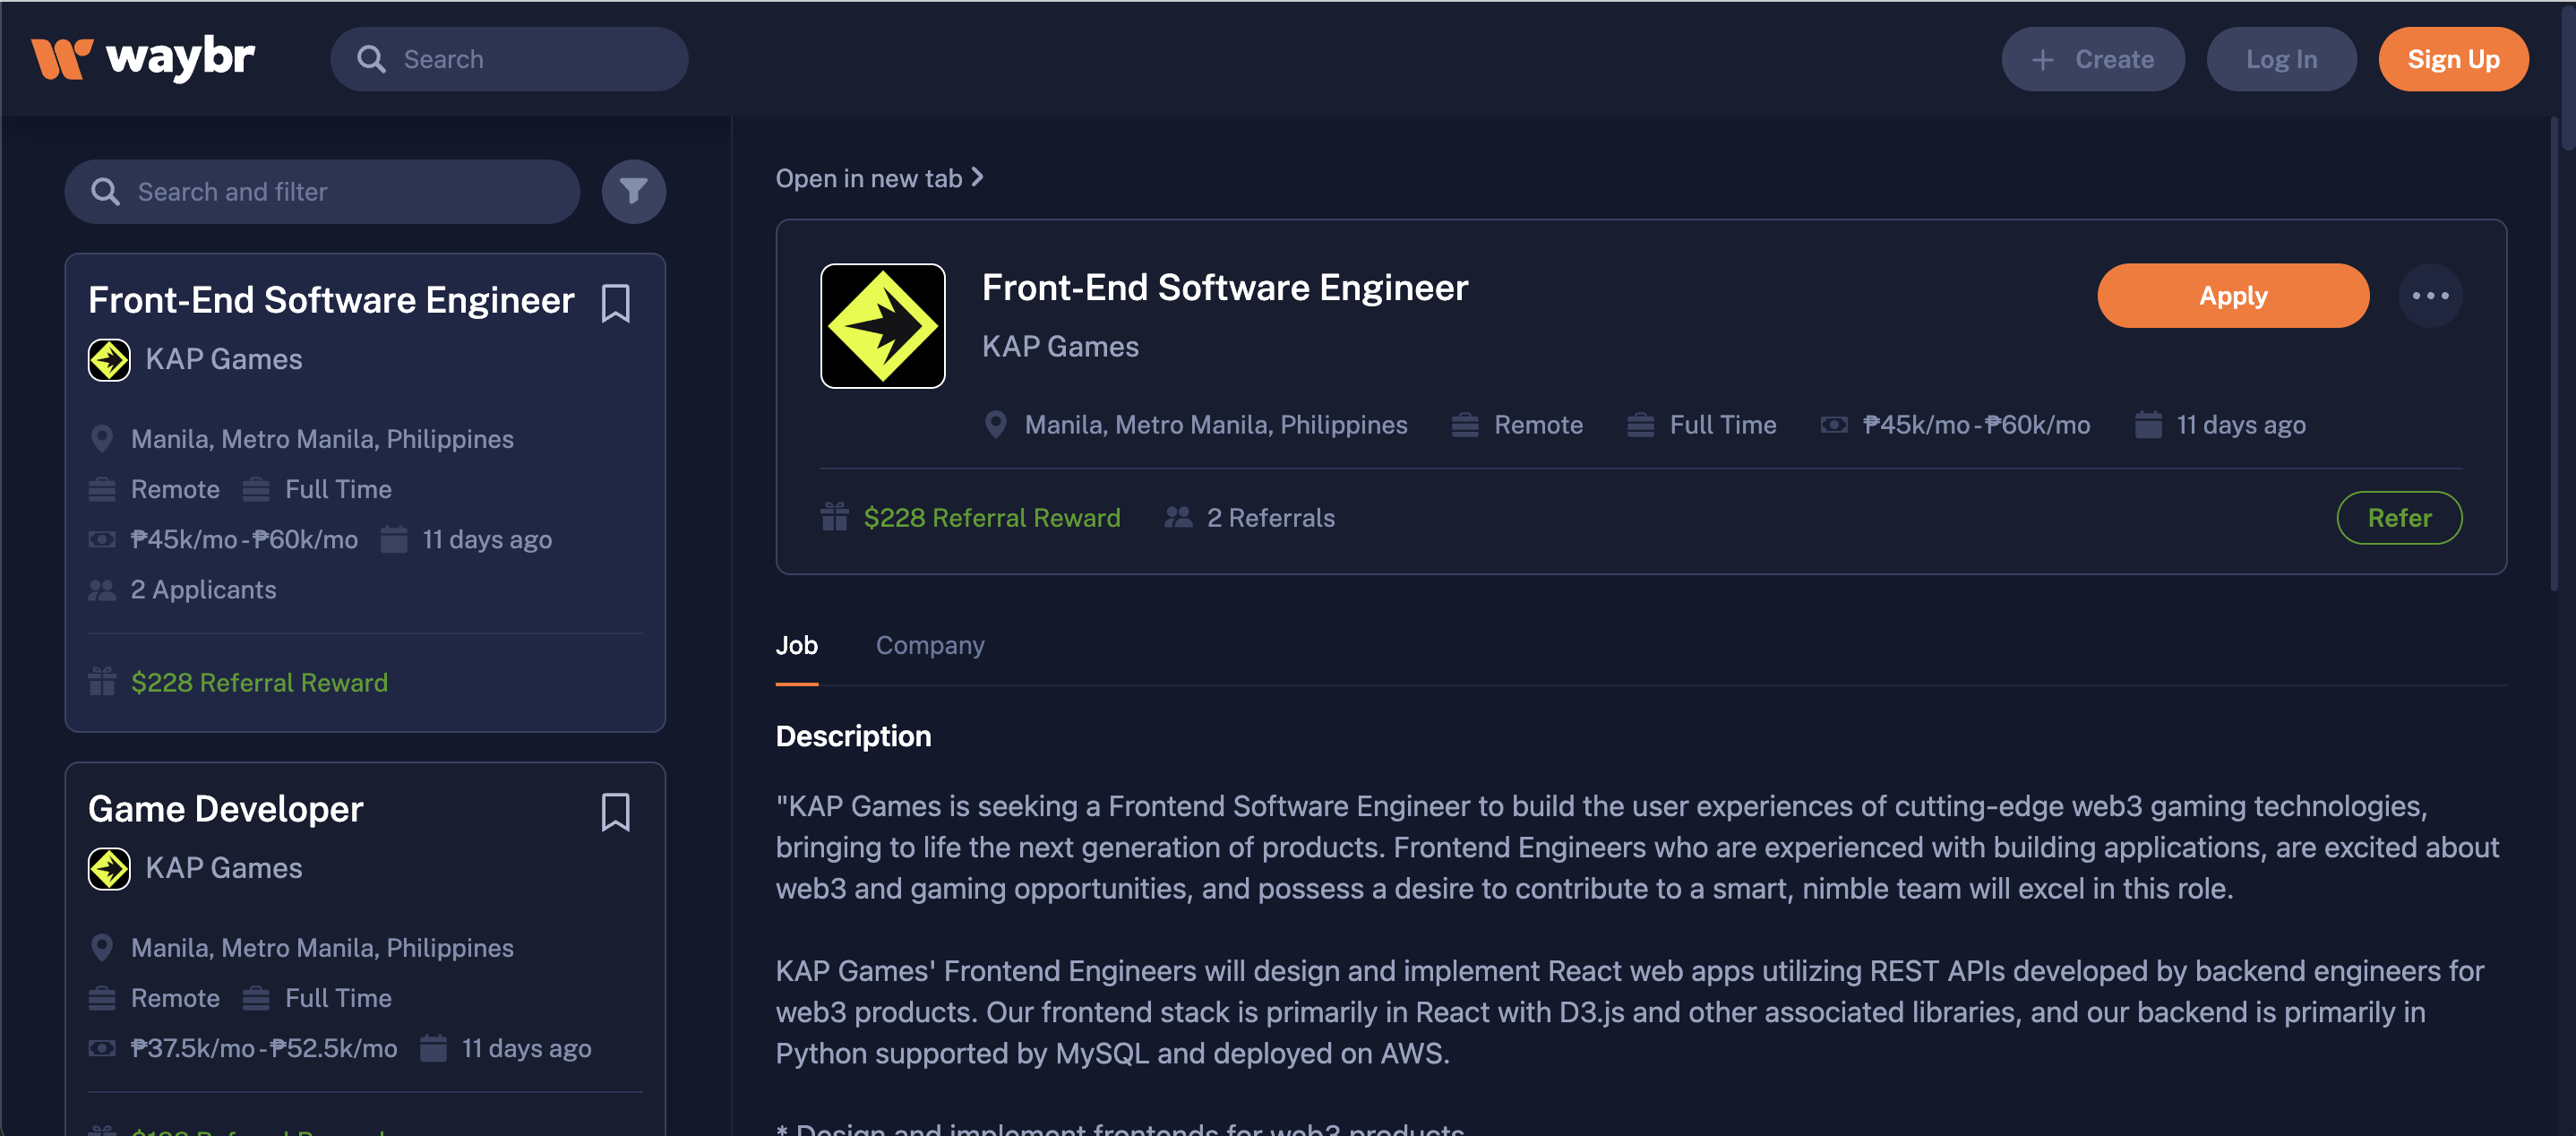 waybr
Search
Create
Log In
Sign Up
Search and filter
Front-End Software Engineer
KAP Games
Manila, Metro Manila, Philippines
Remote Full Time
₱45k/mo-₱60k/mo 11 days ago
2 Applicants
$228 Referral Reward
Game Developer
KAP Games
Manila, Metro Manila, Philippines
Remote Full Time
₱37.5k/mo-₱52.5k/mo 11 days ago
Open in new tab
Front-End Software Engineer
Apply
KAP Games
Manila, Metro Manila, Philippines Remote Full Time ₱45k/mo-₱60k/mo 11 days ago
$228 Referral Reward 2 Referrals
Refer
Job Company
Description
"KAP Games is seeking a Frontend Software Engineer to build the user experiences of cutting-edge web3 gaming technologies,
bringing to life the next generation of products. Frontend Engineers who are experienced with building applications, are excited about
web3 and gaming opportunities, and possess a desire to contribute to a smart, nimble team will excel in this role.
KAP Games' Frontend Engineers will design and implement React web apps utilizing REST APIs developed by backend engineers for
web3 products. Our frontend stack is primarily in React with D3.js and other associated libraries, and our backend is primarily in
Python supported by MySQL and deployed on AWS.
* Design and implement frontends for web3 products